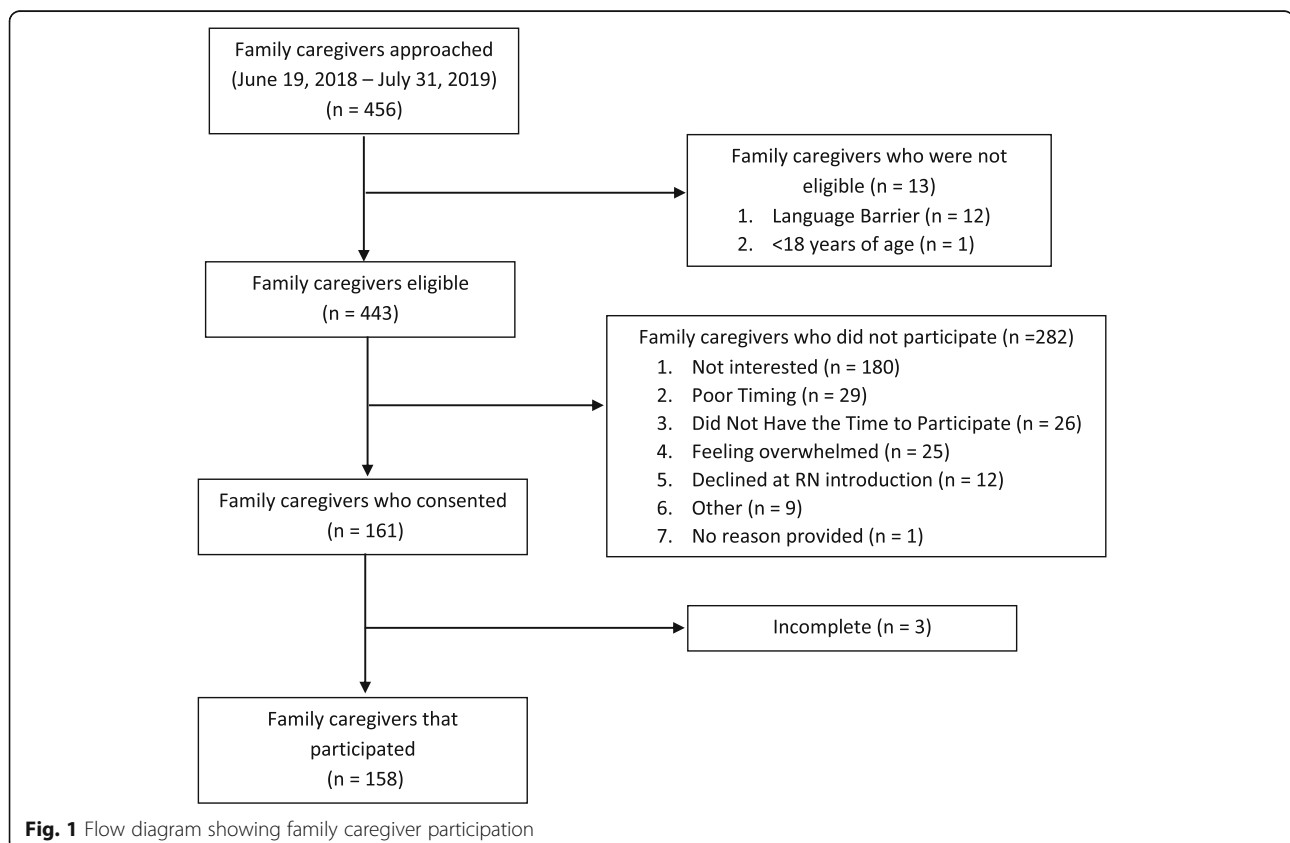 Family caregivers approached
(June 19, 2018 – July 31, 2019)
(n = 456)
Family caregivers who were not
eligible (n = 13)
1. Language Barrier (n = 12)
2. <18 years of age (n = 1)
Family caregivers eligible
(n = 443)
Family caregivers who did not participate (n =282)
1. Not interested (n = 180)
2. Poor Timing (n = 29)
3. Did Not Have the Time to Participate (n = 26)
4. Feeling overwhelmed (n = 25)
5. Declined at RN introduction (n = 12)
6. Other (n = 9)
7. No reason provided (n = 1)
Family caregivers who consented
(n = 161)
Incomplete (n = 3)
Family caregivers that
participated
(n = 158)
Fig. 1 Flow diagram showing family caregiver participation